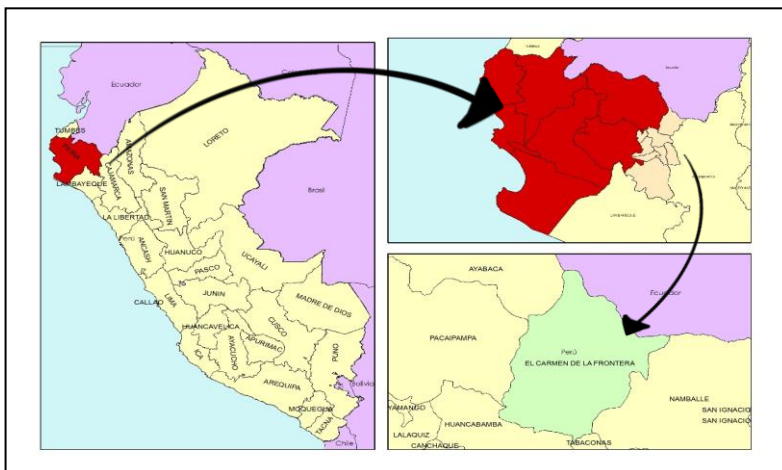 Ecuador
TUMBES
PIURA
LORETO
AMAZONAS
LAMBAYEQUE
CAJAMARCA
SAN MARTIN
Brasil
LA LIBERTAD
Perú
ANCASH
HUANUCO
UCAYALI
PASCO
CALLAO
LIMA
JUNIN
MADRE DE DIOS
HUANCAVELICA
CUSCO
ICA
AYACUCHO
APURIMAC
PUNO
AREQUIPA
Bolivia
MOQUEGUA
TACNA
Chile
AYABACA
Ecuador
PACAIPAMPA
Perú
EL CARMEN DE LA FRONTERA
YAMANGO
HUANCABAMBA
NAMBALLE
SAN IGNACIO
SAN IGNACIO
LALAQUIZ
CANCHAQUE
TABACONAS